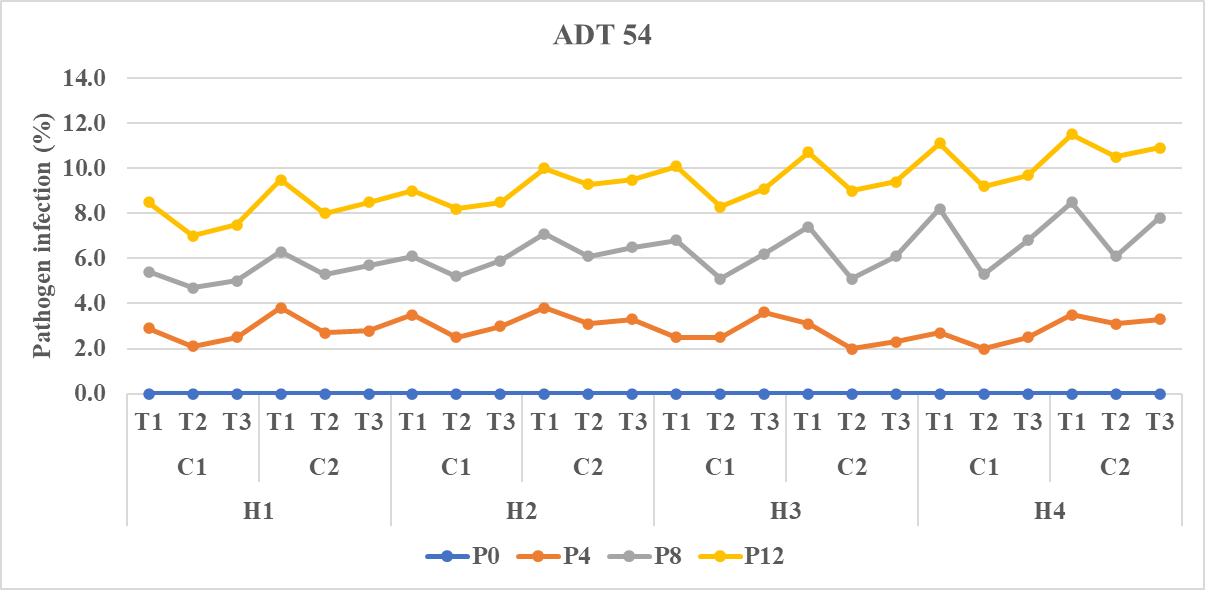 ADT 54
Pathogen infection (%)
14.0
12.0
10.0
8.0
6.0
4.0
2.0
0.0
T1 T2 T3 T1 T2 T3 T1 T2 T3 T1 T2 T3 T1 T2 T3 T1 T2 T3 T1 T2 T3 T1 T2 T3
C1 C2 C1 C2 C1 C2 C1 C2
H1 H2 H3 H4
P0 P4 P8 P12